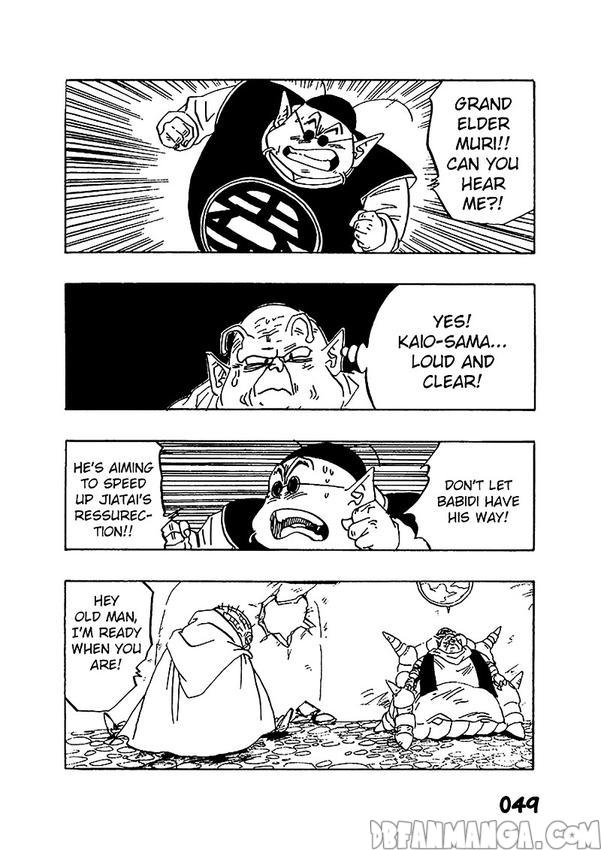 GRAND
ELDER
MURI!!
CAN YOU
HEAR
ME?!
YES!
KAIO-SAMA...
LOUD AND
CLEAR!
DON'T LET
BABIDI HAVE
HIS WAY!
HE'S AIMING
TO SPEED
UP JIATAI'S
RESSUREC-
TION!!
HEY
OLD MAN,
I'M READY
WHEN YOU
ARE!
049
DBFANMANGA.COM